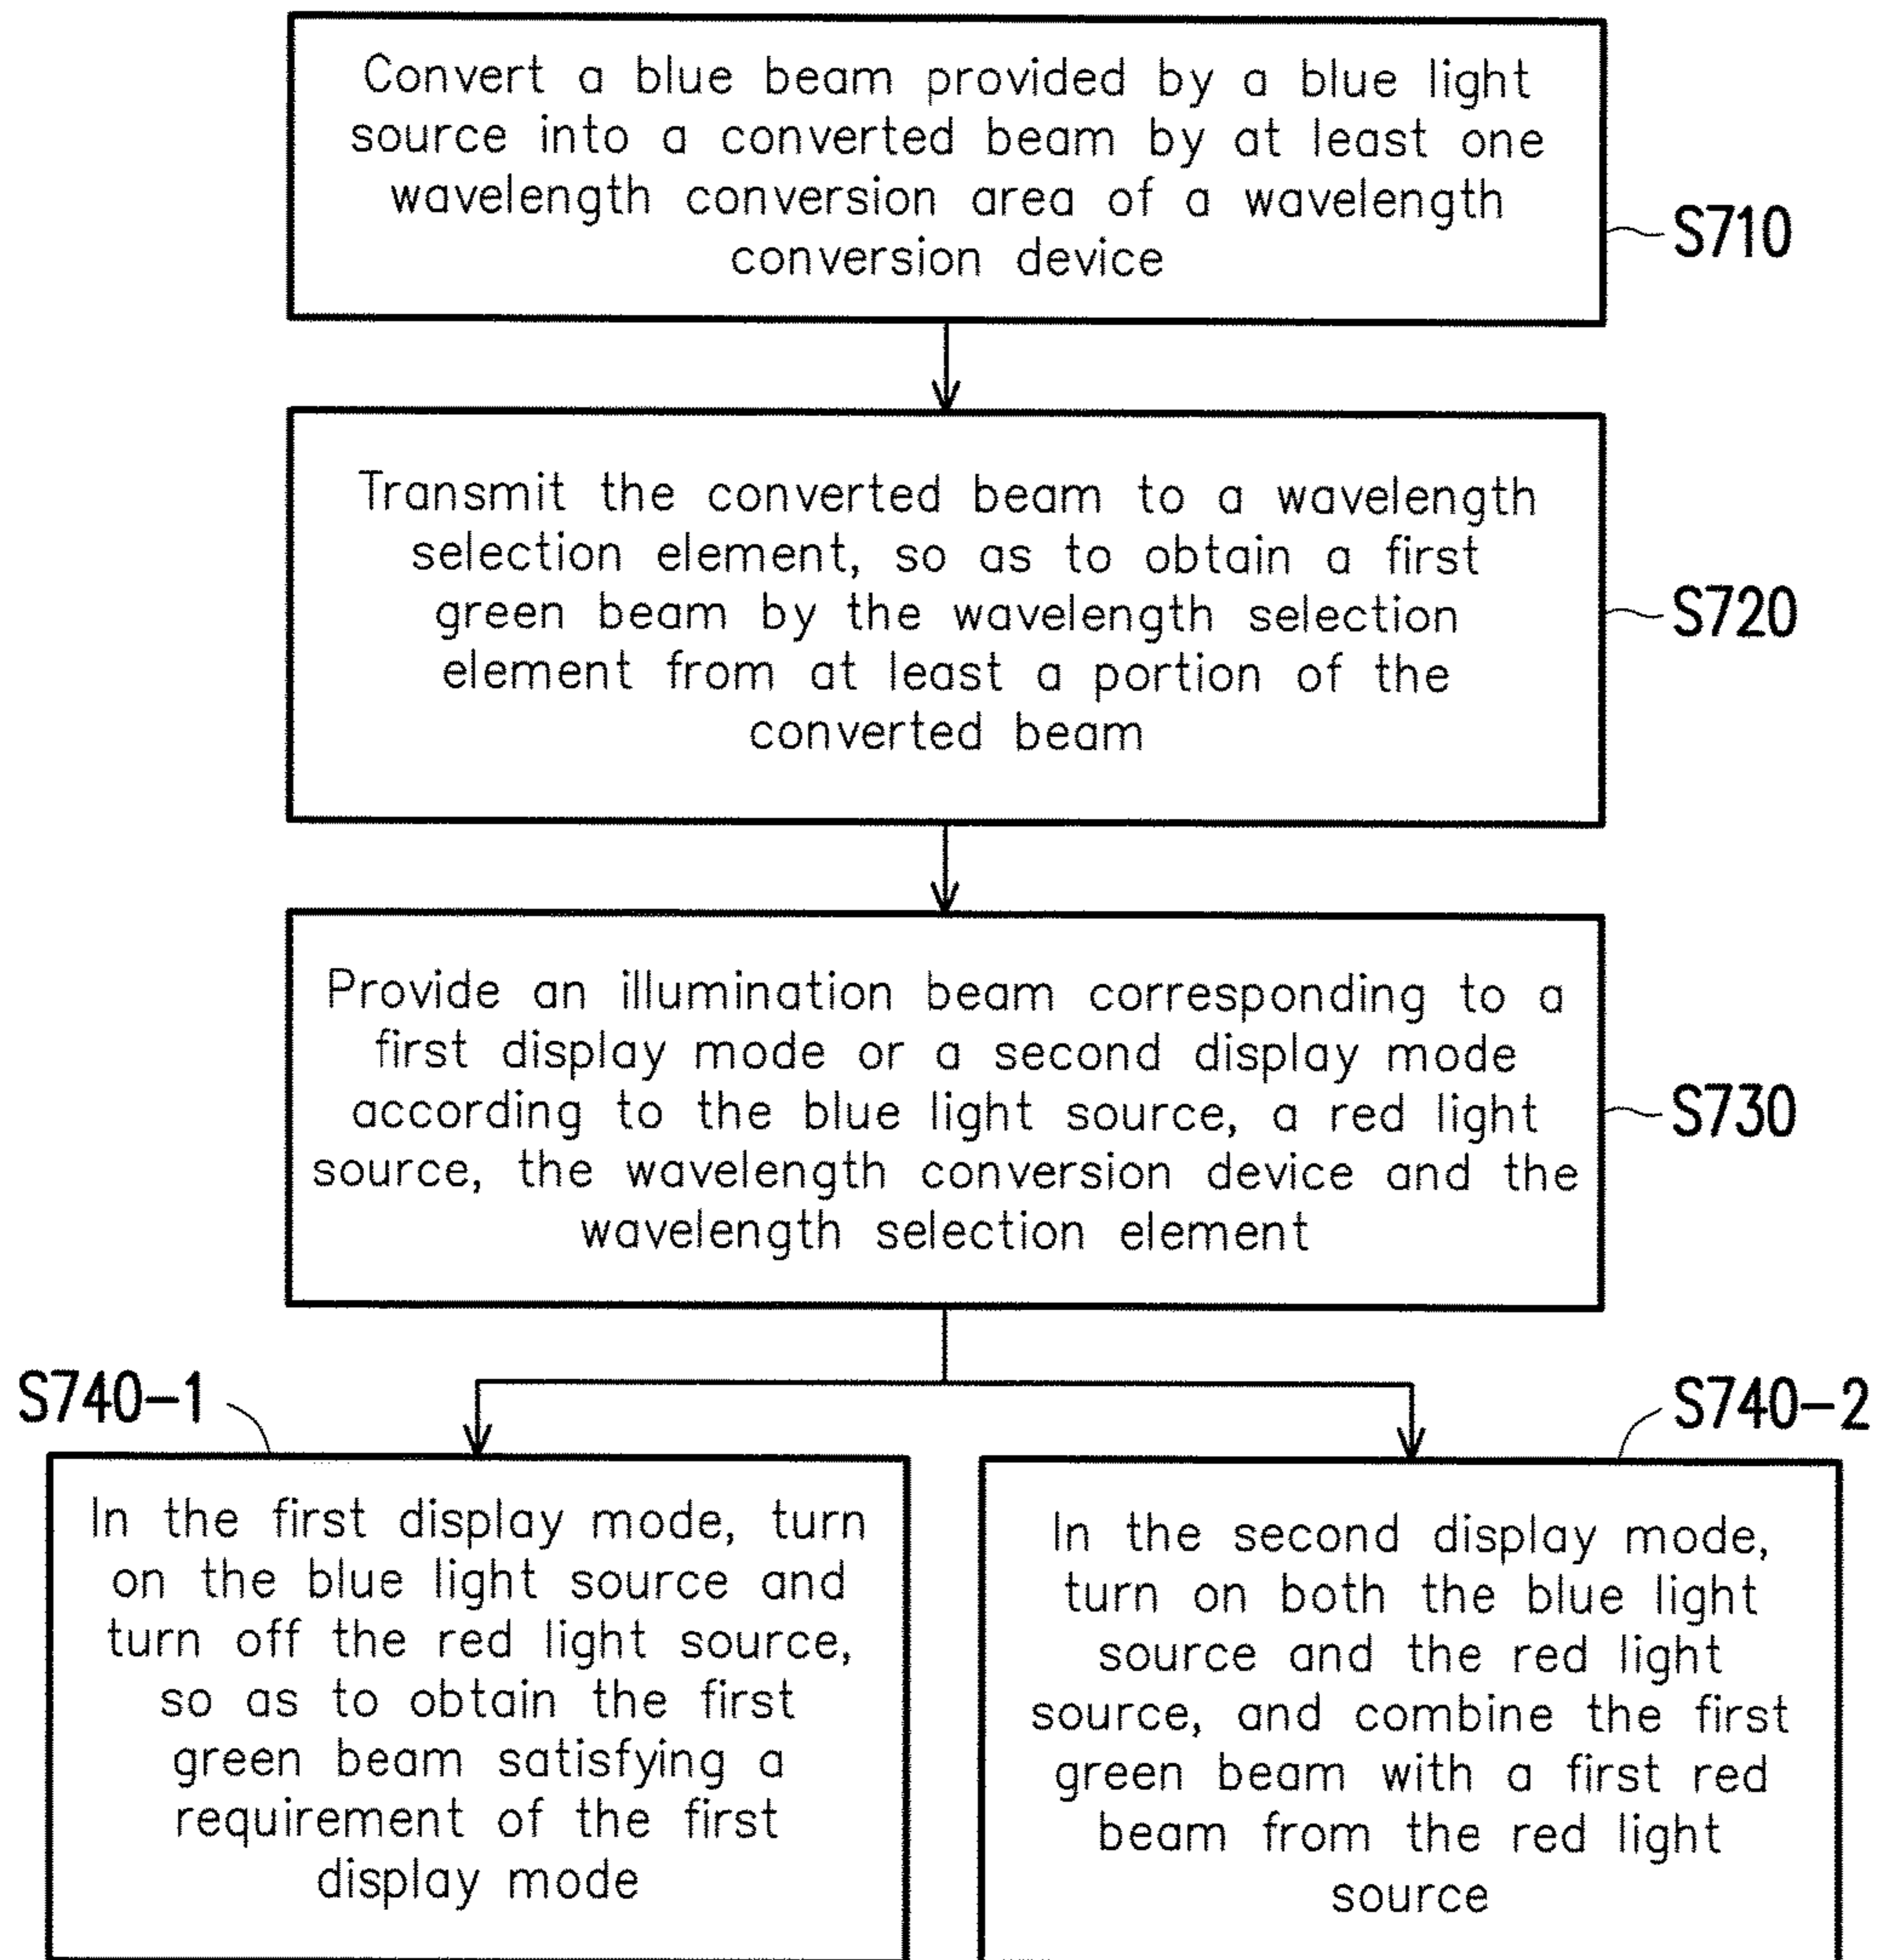 Convert a blue beam provided by a blue light
source into a converted beam by at least one
wavelength conversion area of a wavelength
conversion device
S710
Transmit the converted beam to a wavelength
selection element, so as to obtain a first
green beam by the wavelength selection
element from at least a portion of the
converted beam
S720
Provide an illumination beam corresponding to a
first display mode or a second display mode
according to the blue light source, a red light
source, the wavelength conversion device and the
wavelength selection element
S730
S740-1
In the first display mode, turn
on the blue light source and
turn off the red light source,
so as to obtain the first
green beam satisfying a
requirement of the first
display mode
S740-2
In the second display mode,
turn on both the blue light
source and the red light
source, and combine the first
green beam with a first red
beam from the red light
source